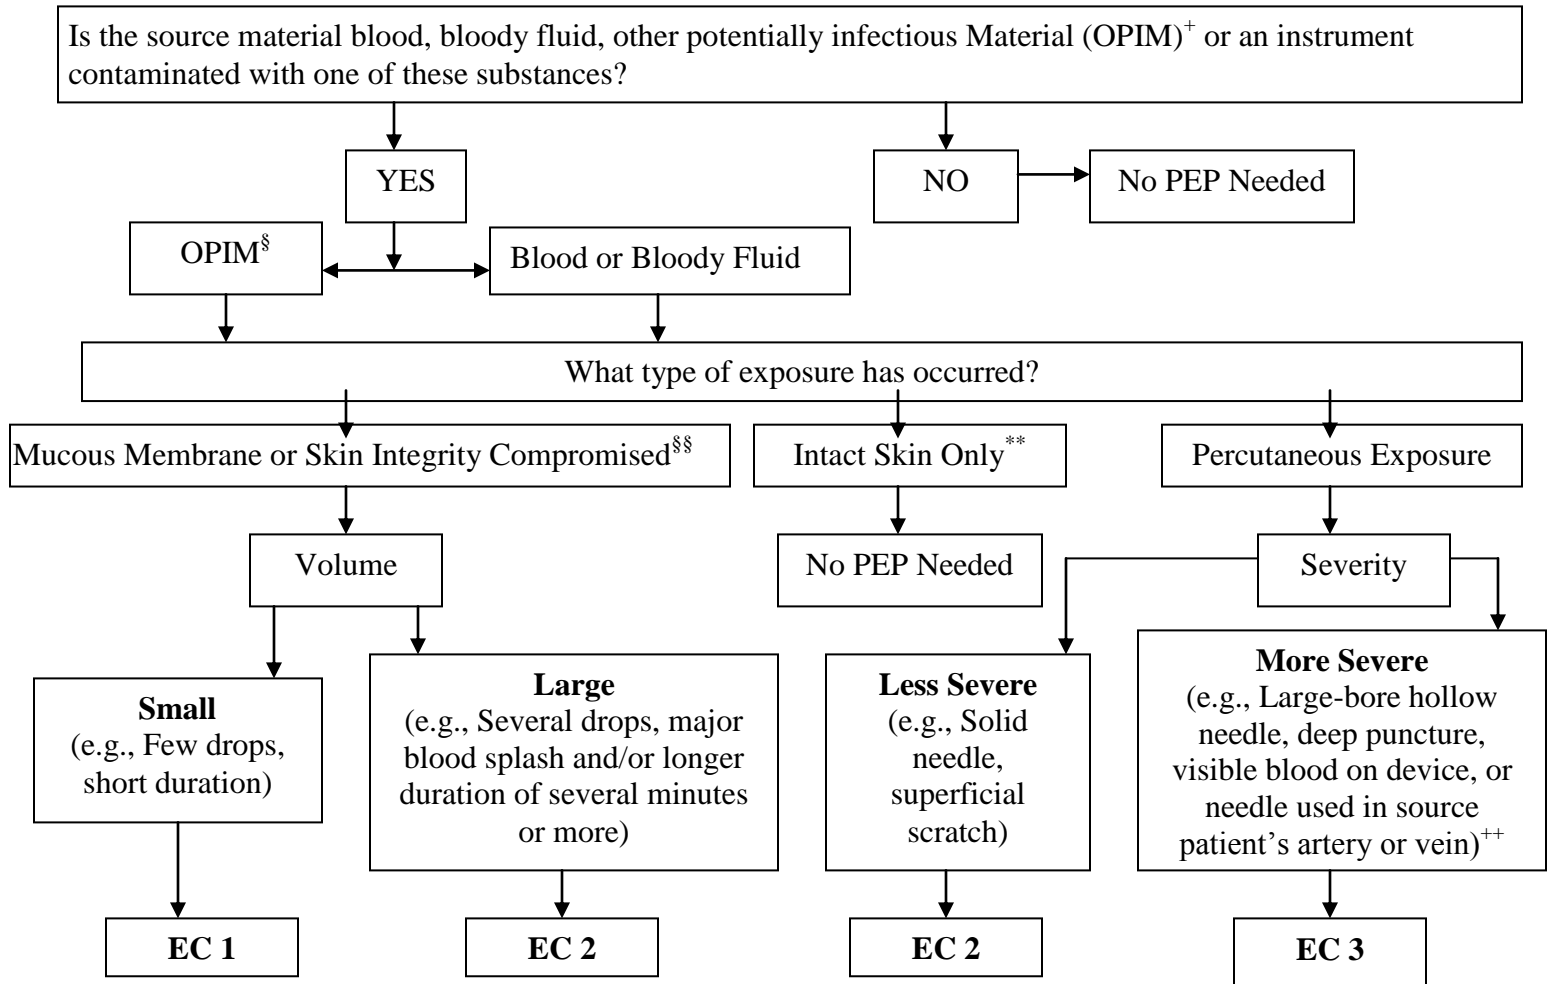 Is the source material blood, bloody fluid, other potentially infectious Material (OPIM)+ or an instrument
contaminated with one of these substances?
YES
NO
No PEP Needed
OPIM§
Blood or Bloody Fluid
What type of exposure has occurred?
Mucous Membrane or Skin Integrity Compromised§§
Intact Skin Only**
Percutaneous Exposure
Volume
No PEP Needed
Severity
Small
(e.g., Few drops,
short duration)
Large
(e.g., Several drops, major
blood splash and/or longer
duration of several minutes
or more)
Less Severe
(e.g., Solid
needle,
superficial
scratch)
More Severe
(e.g., Large-bore hollow
needle, deep puncture,
visible blood on device, or
needle used in source
patient’s artery or vein)++
EC 1
EC 2
EC 2
EC 3